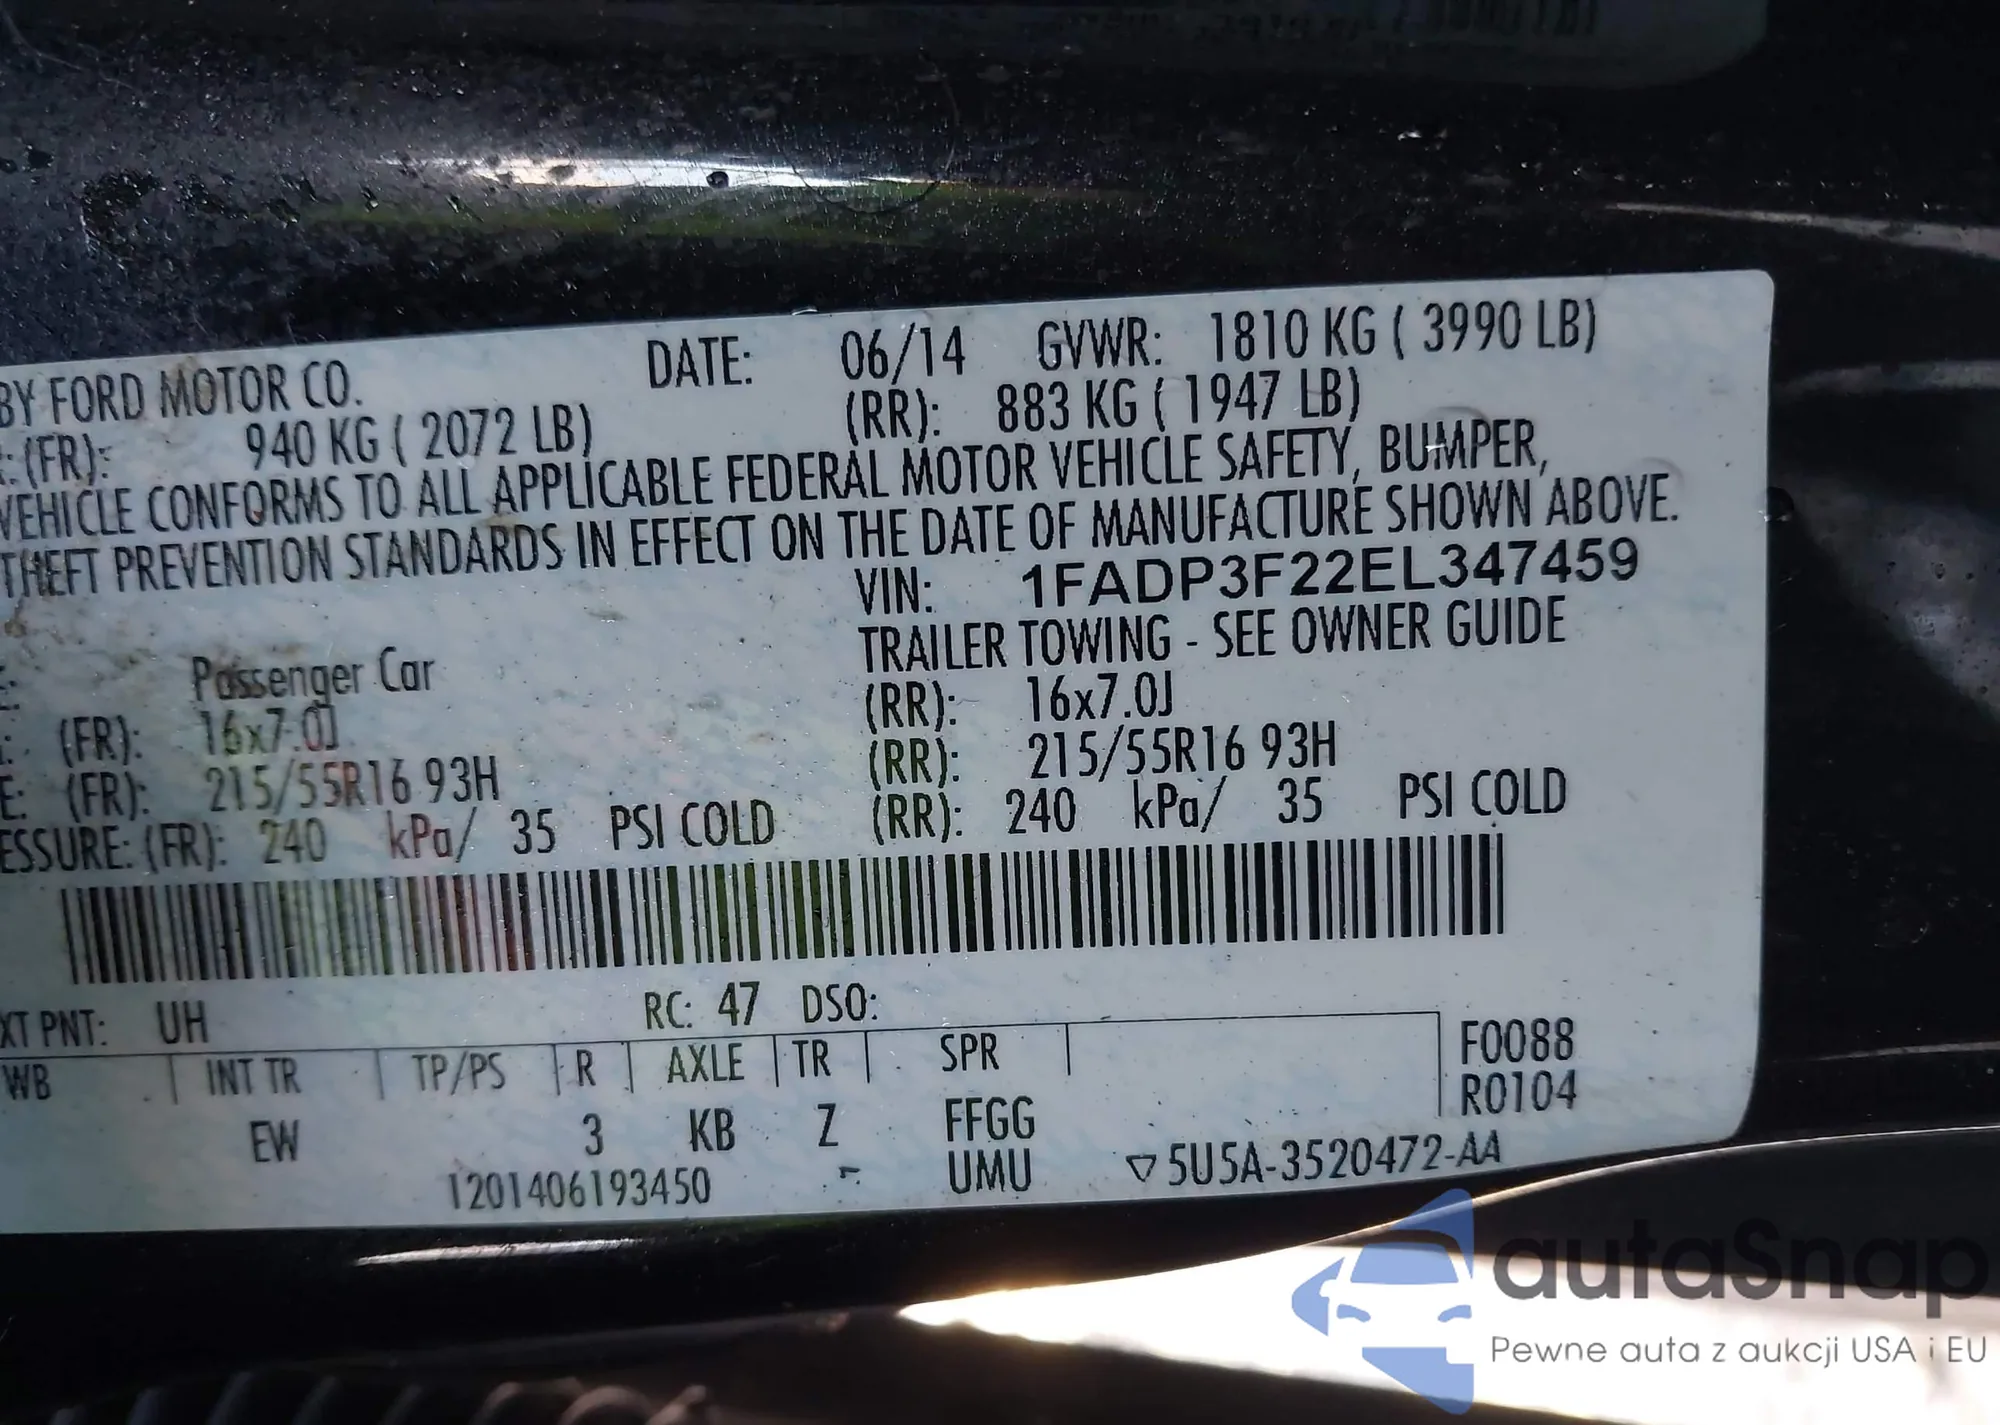 BY FORD MOTOR CO. DATE: 06/14 GVWR: 1810 KG ( 3990 LB)
(FR): 940 KG ( 2072 LB) (RR): 883 KG ( 1947 LB)
VEHICLE CONFORMS TO ALL APPLICABLE FEDERAL MOTOR VEHICLE SAFETY, BUMPER,
THEFT PREVENTION STANDARDS IN EFFECT ON THE DATE OF MANUFACTURE SHOWN ABOVE.
VIN: 1FADP3F22EL347459
TRAILER TOWING - SEE OWNER GUIDE
Passenger Car
(FR): 16x7.0J (RR): 16x7.0J
E: (FR): 215/55R16 93H (RR): 215/55R16 93H
ESSURE: (FR): 240 kPa/ 35 PSI COLD (RR): 240 kPa/ 35 PSI COLD
XT PNT: UH RC: 47 DSO:
WB INT TR TP/PS R AXLE TR SPR F0088
R0104
EW 3 KB Z FFGG
1201406193450 UMU ▽5U5A-3520472-AA
autaSnap
Pewne auta z aukcji USA i EU